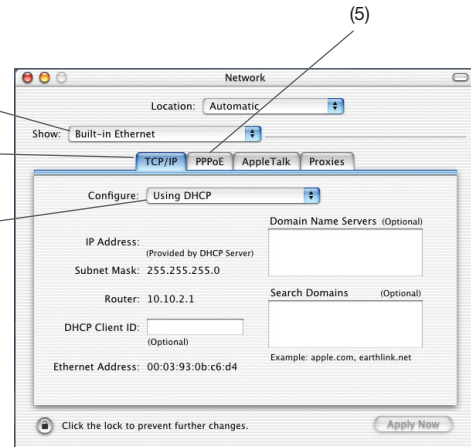 (5)
Network
Location: Automatic
Show: Built-in Ethernet
TCP/IP PPPoE AppleTalk Proxies
Configure: Using DHCP
Domain Name Servers (Optional)
IP Address:
(Provided by DHCP Server)
Subnet Mask: 255.255.255.0
Router: 10.10.2.1
Search Domains (Optional)
DHCP Client ID:
(Optional)
Example: apple.com, earthlink.net
Ethernet Address: 00:03:93:0b:c6:d4
Click the lock to prevent further changes.
Apply Now